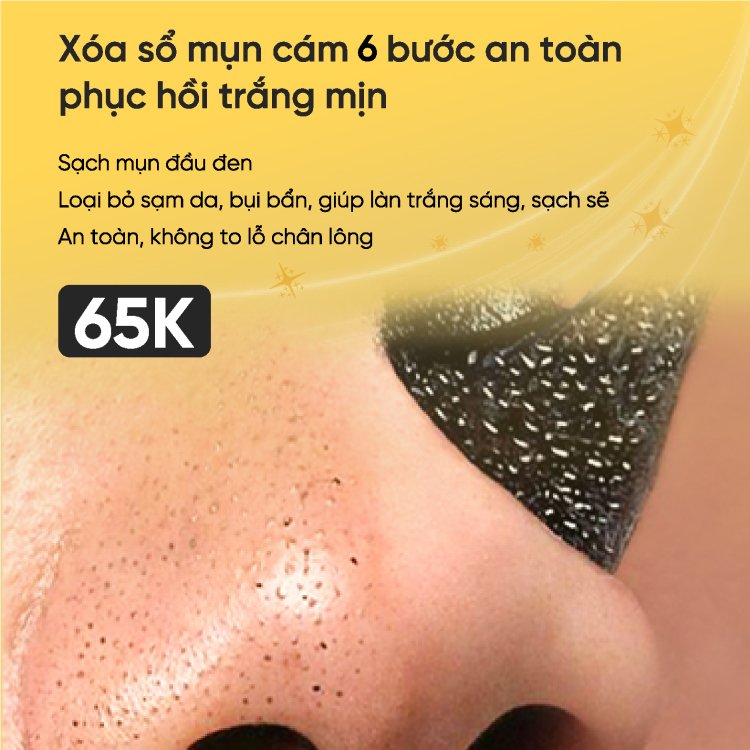 Xóa sổ mụn cám 6 bước an toàn
phục hồi trắng mịn
Sạch mụn đầu đen
Loại bỏ sạm da, bụi bẩn, giúp làn trắng sáng, sạch sẽ
An toàn, không to lỗ chân lông
65K